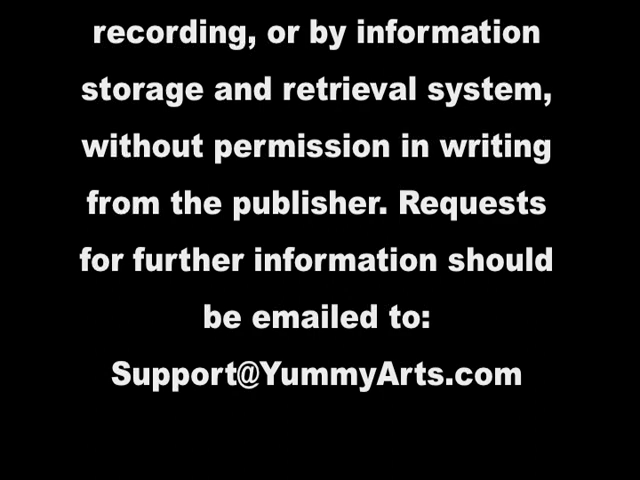 recording, or by information
storage and retrieval system,
without permission in writing
from the publisher. Requests
for further information should
be emailed to:
Support@YummyArts.com